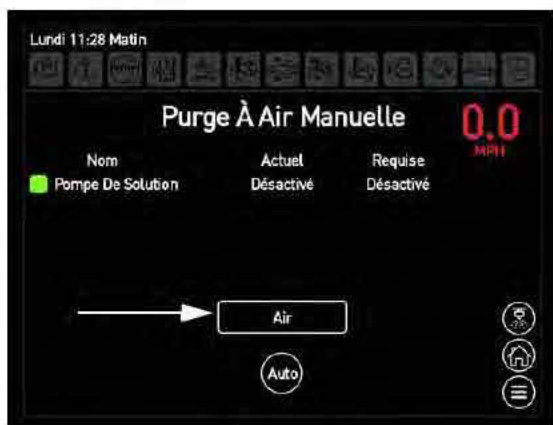 Lundi 11:28 Matin
Purge À Air Manuelle
0.0
MPH
Nom Actuel Requise
Pompe De Solution Désactivé Désactivé
Air
Auto